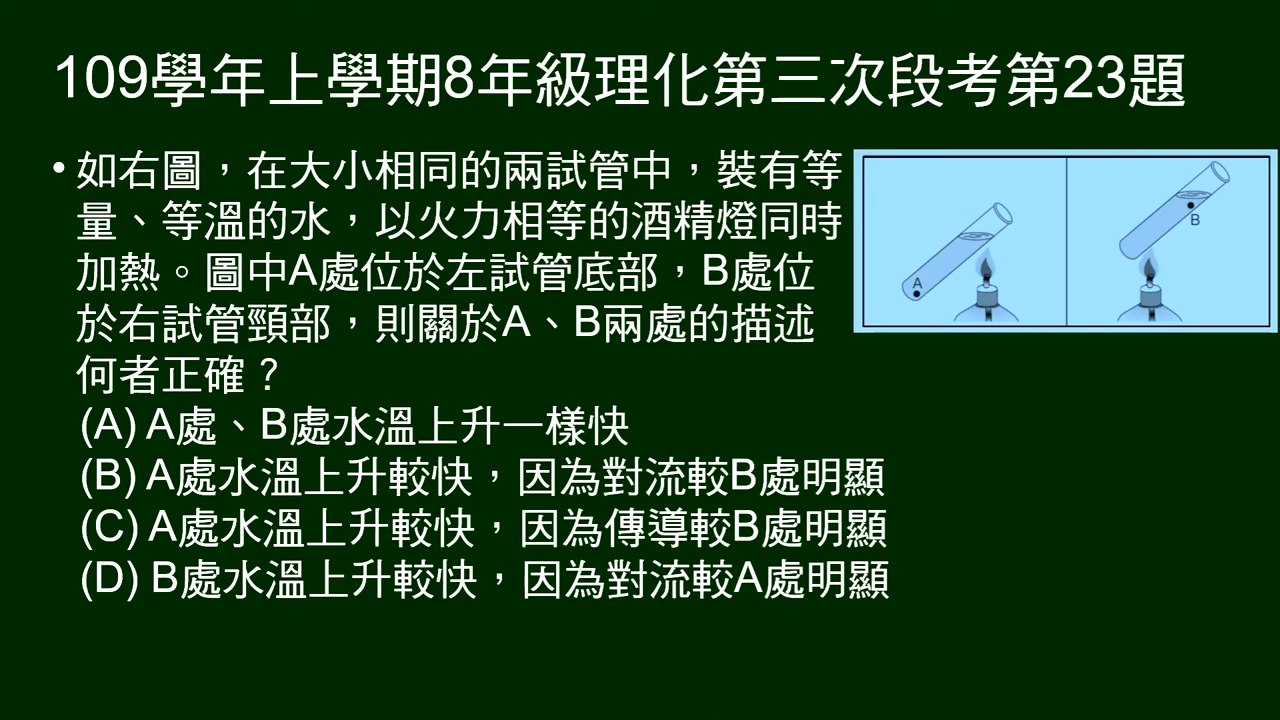 109學年上學期8年級理化第三次段考第23題
• 如右圖，在大小相同的兩試管中，裝有等
量、等溫的水，以火力相等的酒精燈同時
加熱。圖中A處位於左試管底部，B處位
於右試管頸部，則關於A、B兩處的描述
何者正確？
(A) A處、B處水溫上升一樣快
(B) A處水溫上升較快，因為對流較B處明顯
(C) A處水溫上升較快，因為傳導較B處明顯
(D) B處水溫上升較快，因為對流較A處明顯
A
B